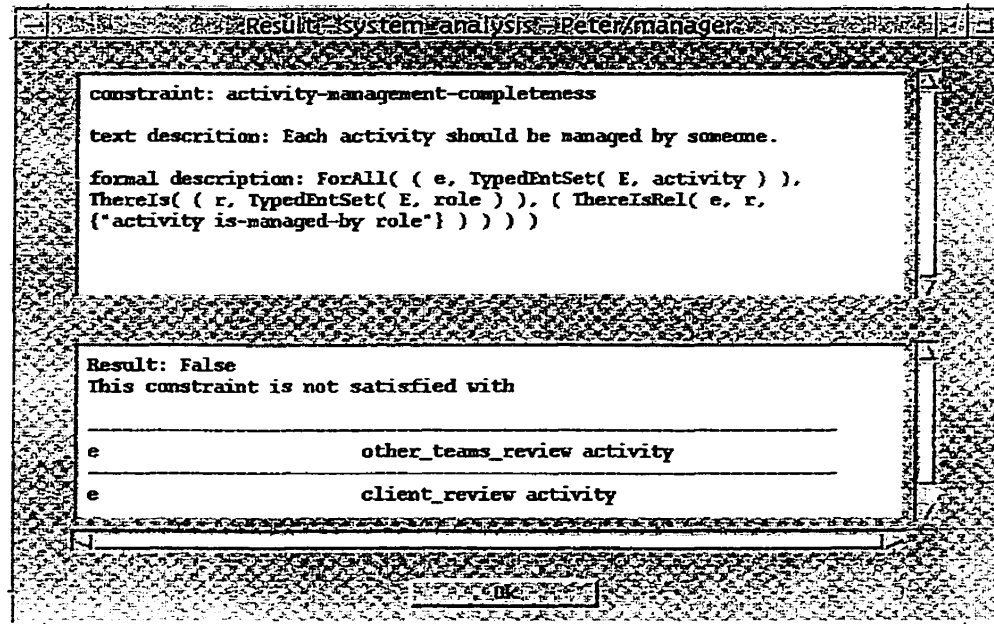 Result: system analysis: Peter/manager
constraint: activity-management-completeness
text descrition: Each activity should be managed by someone.
formal description: ForAll( ( e, TypedEntSet( E, activity ) ),
ThereIs( ( r, TypedEntSet( E, role ) ), ( ThereIsRel( e, r,
{"activity is-managed-by role"} ) ) ) )
Result: False
This constraint is not satisfied with
e other_teams_review activity
e client_review activity
OK